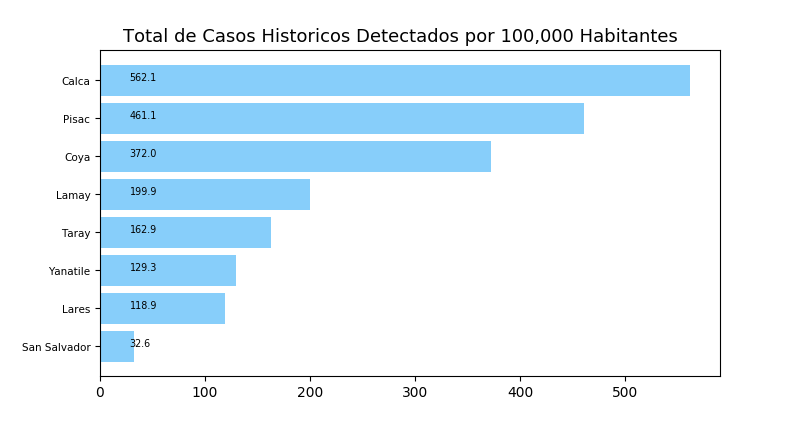 Total de Casos Historicos Detectados por 100,000 Habitantes
Calca 562.1
Pisac 461.1
Coya 372.0
Lamay 199.9
Taray 162.9
Yanatile 129.3
Lares 118.9
San Salvador 32.6
0 100 200 300 400 500